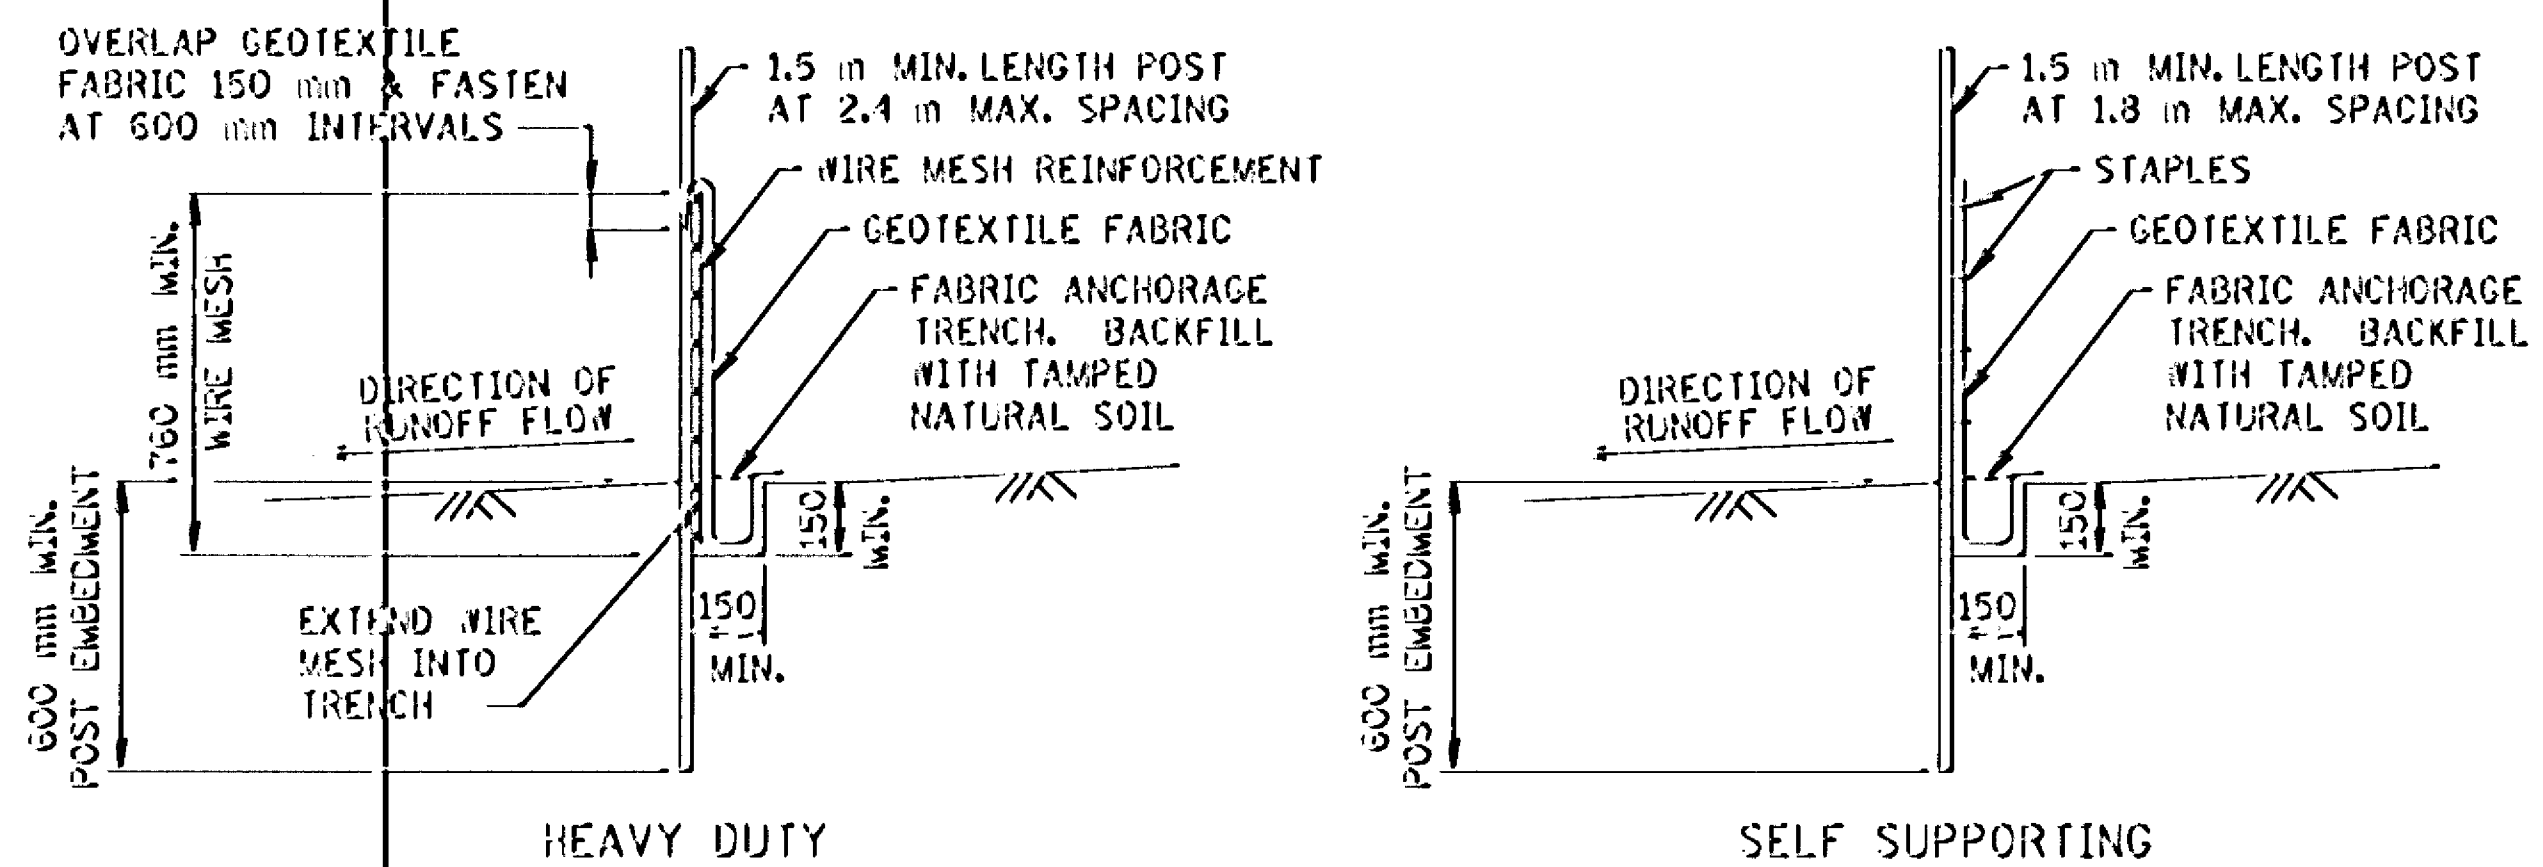 OVERLAP GEOTEXTILE
FABRIC 150 mm & FASTEN
AT 600 mm INTERVALS
1.5 m MIN. LENGTH POST
AT 2.4 m MAX. SPACING
WIRE MESH REINFORCEMENT
GEOTEXTILE FABRIC
FABRIC ANCHORAGE
TRENCH. BACKFILL
WITH TAMPED
NATURAL SOIL
760 mm MIN.
WIRE MESH
DIRECTION OF
RUNOFF FLOW
600 mm MIN.
POST EMBEDMENT
150
MIN.
150
MIN.
EXTEND WIRE
MESH INTO
TRENCH
HEAVY DUTY
1.5 m MIN. LENGTH POST
AT 1.8 m MAX. SPACING
STAPLES
GEOTEXTILE FABRIC
FABRIC ANCHORAGE
TRENCH. BACKFILL
WITH TAMPED
NATURAL SOIL
DIRECTION OF
RUNOFF FLOW
600 mm MIN.
POST EMBEDMENT
150
MIN.
150
MIN.
SELF SUPPORTING